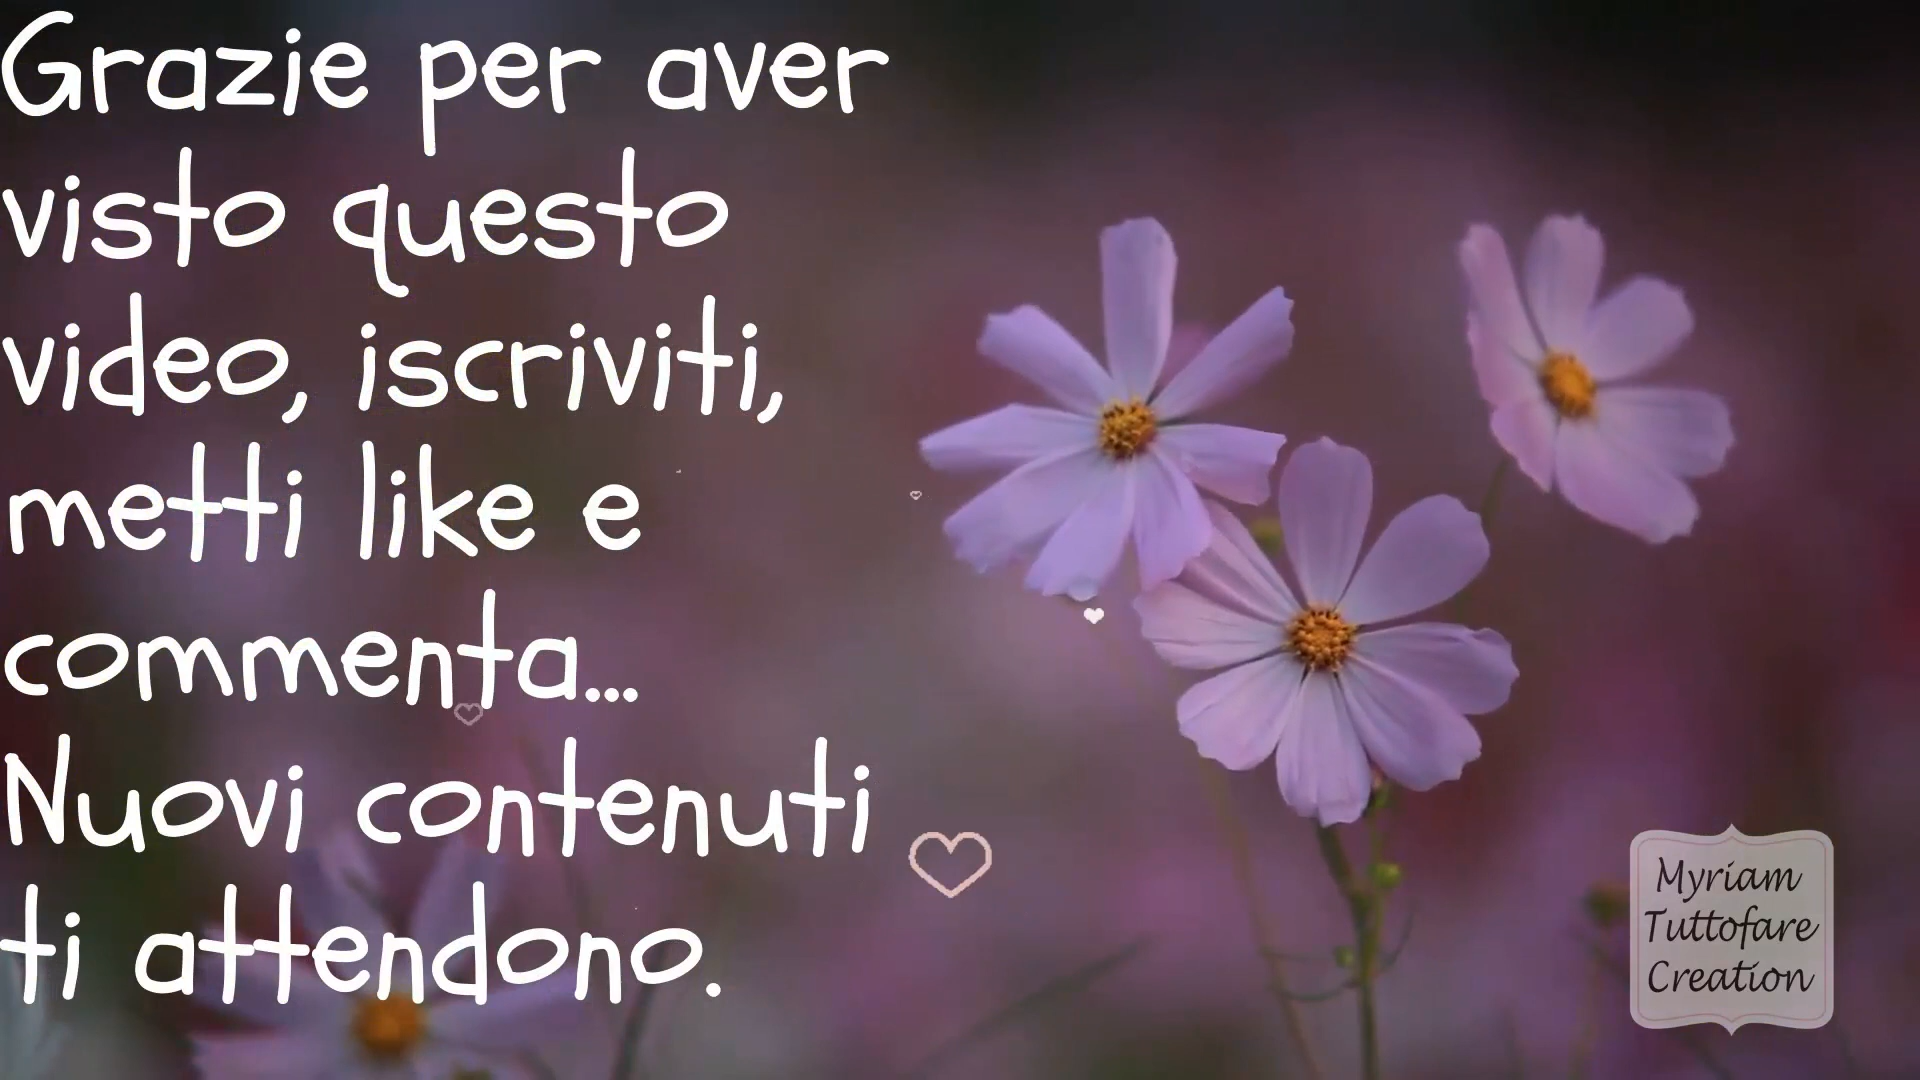 Grazie per aver
visto questo
video, iscriviti,
metti like e
commenta...
Nuovi contenuti
ti attendono.
Myriam
Tuttofare
Creation